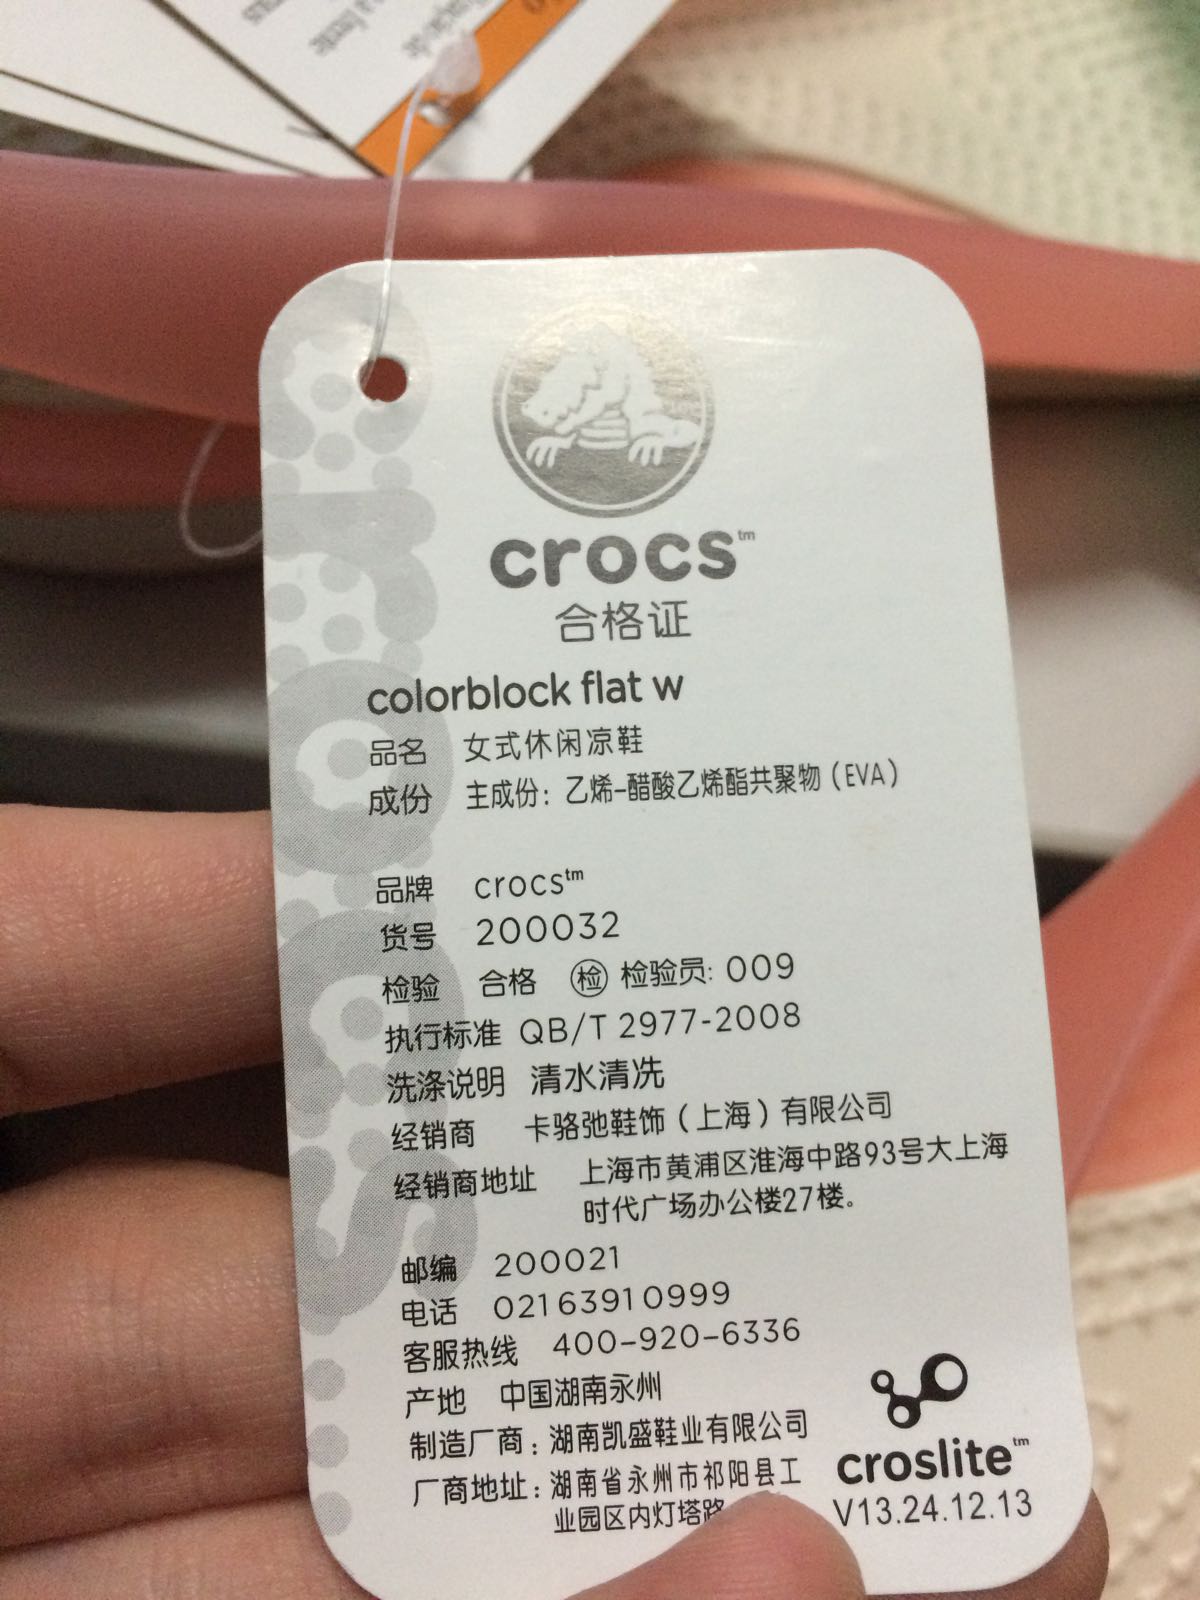 crocs™
合格证
colorblock flat w
品名 女式休闲凉鞋
成份 主成份：乙烯-醋酸乙烯酯共聚物（EVA）
品牌 crocs™
货号 200032
检验 合格 ㊬ 检验员: 009
执行标准 QB/T 2977-2008
洗涤说明 清水清洗
经销商 卡骆弛鞋饰（上海）有限公司
经销商地址 上海市黄浦区淮海中路93号大上海
时代广场办公楼27楼。
邮编 200021
电话 02163910999
客服热线 400-920-6336
产地 中国湖南永州
制造厂商：湖南凯盛鞋业有限公司
厂商地址：湖南省永州市祁阳县工
业园区内灯塔路
croslite™
V13.24.12.13